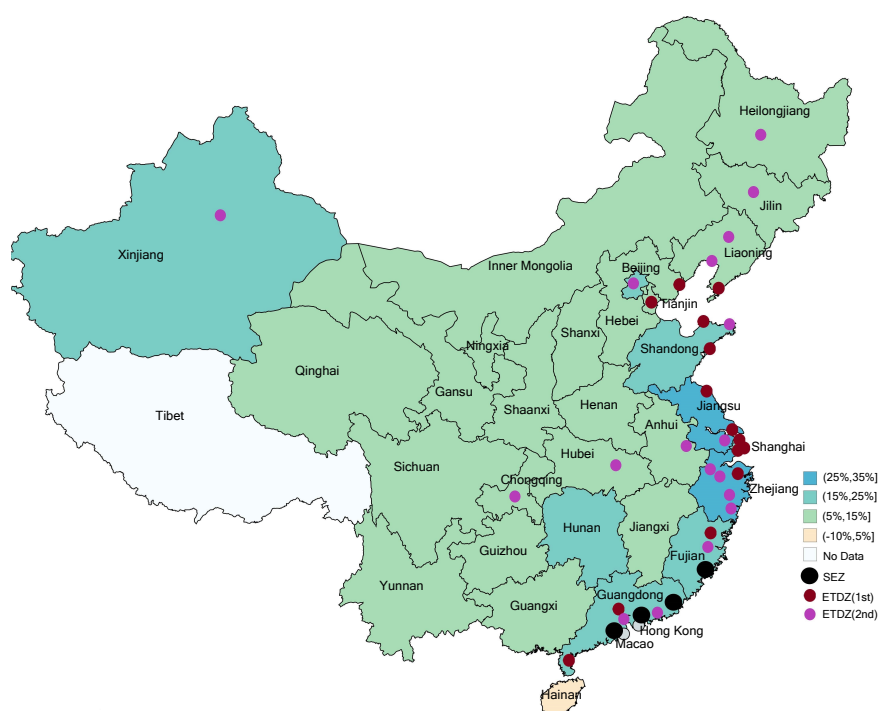 Heilongjiang
Jilin
Liaoning
Xinjiang
Inner Mongolia
Beijing
Tianjin
Hebei
Shanxi
Ningxia
Shandong
Qinghai
Gansu
Shaanxi
Henan
Jiangsu
Tibet
Anhui
Shanghai
Hubei
Sichuan
Chongqing
Zhejiang
Hunan
Jiangxi
Guizhou
Fujian
Yunnan
Guangxi
Guangdong
Hong Kong
Macao
Hainan
(25%,35%]
(15%,25%]
(5%,15%]
(-10%,5%]
No Data
SEZ
ETDZ(1st)
ETDZ(2nd)